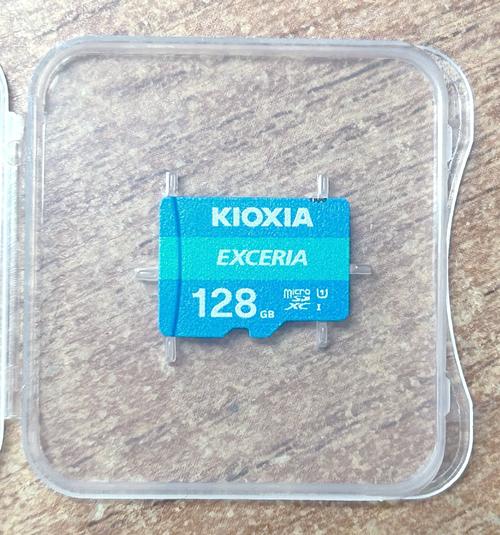 KIOXIA
EXCERIA
128 GB
micro SD XC U1 I